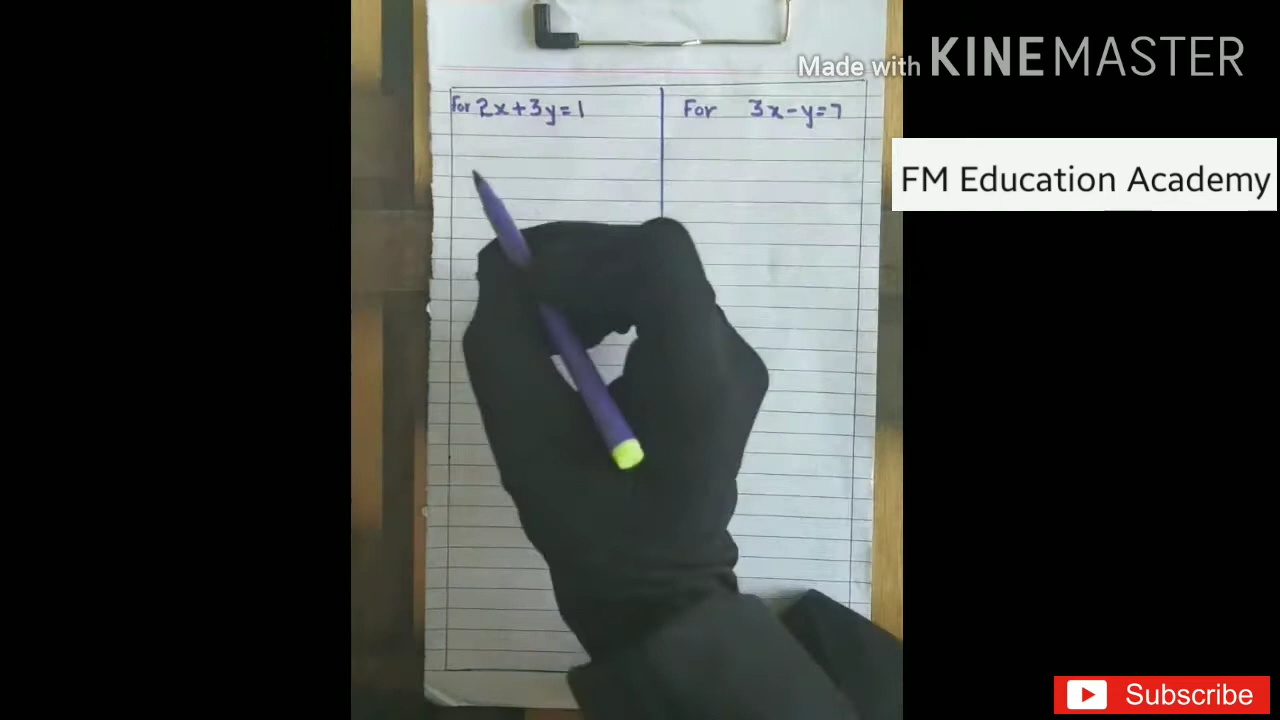 Made with KINEMASTER
For 2x+3y=1
For 3x-y=7
FM Education Academy
Subscribe